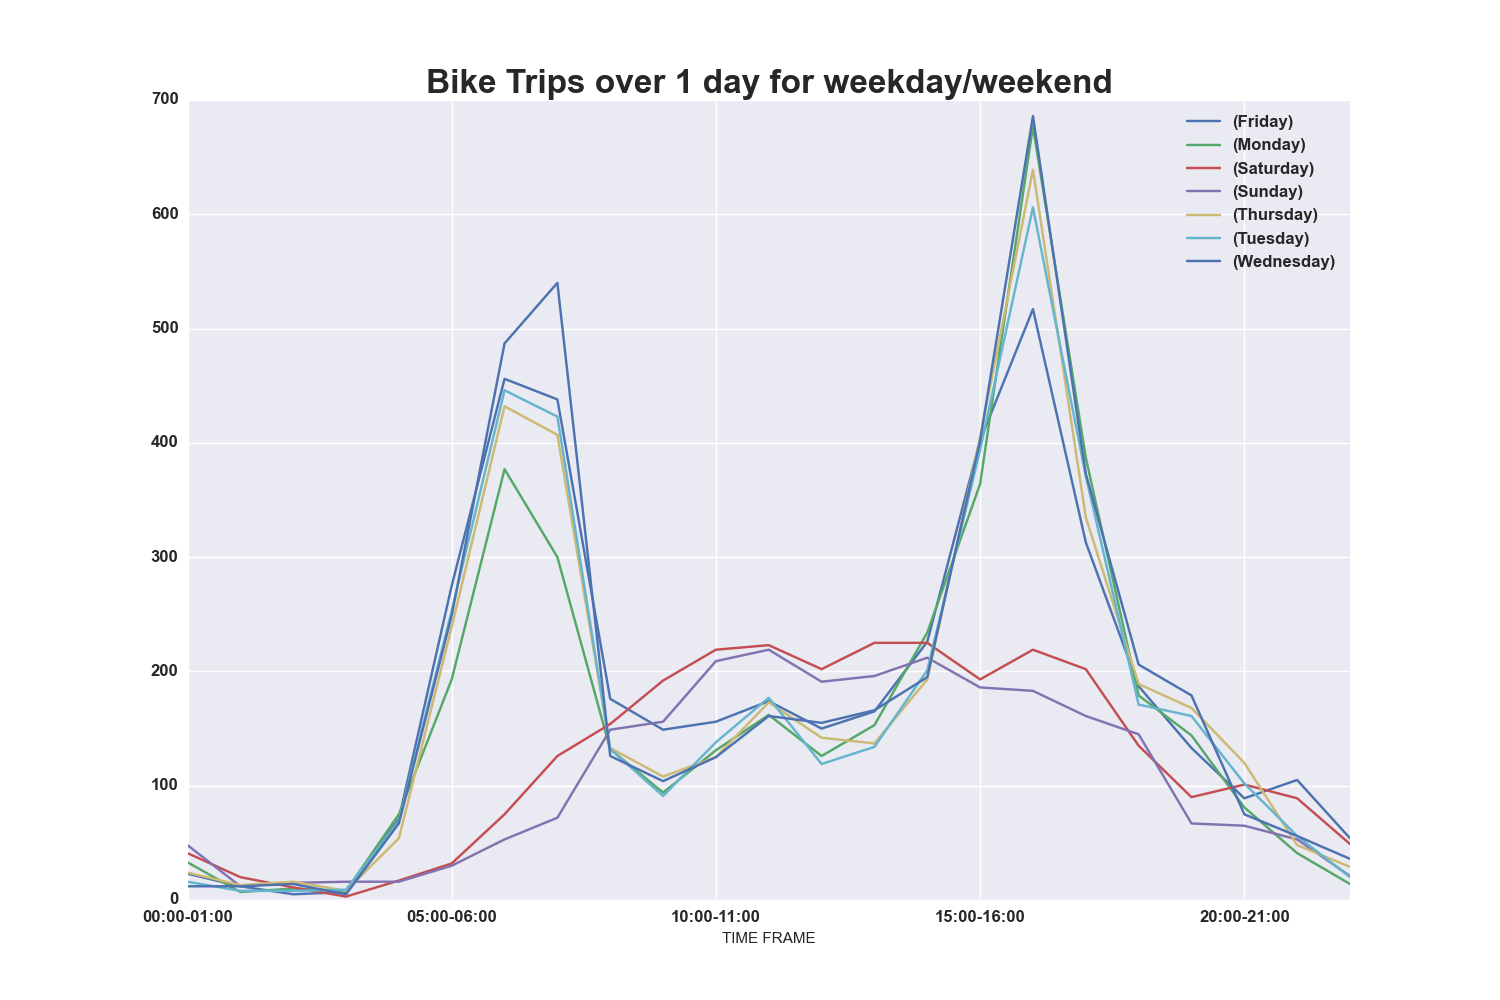 Bike Trips over 1 day for weekday/weekend
700
600
500
400
300
200
100
0
(Friday)
(Monday)
(Saturday)
(Sunday)
(Thursday)
(Tuesday)
(Wednesday)
00:00-01:00 05:00-06:00 10:00-11:00 15:00-16:00 20:00-21:00
TIME FRAME